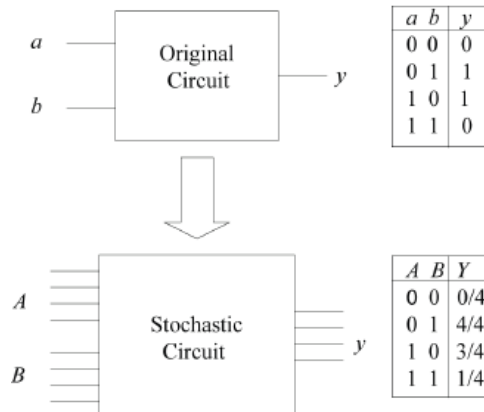 a
b
Original
Circuit
y
a b y
0 0 0
0 1 1
1 0 1
1 1 0
A
B
Stochastic
Circuit
y
A B Y
0 0 0/4
0 1 4/4
1 0 3/4
1 1 1/4